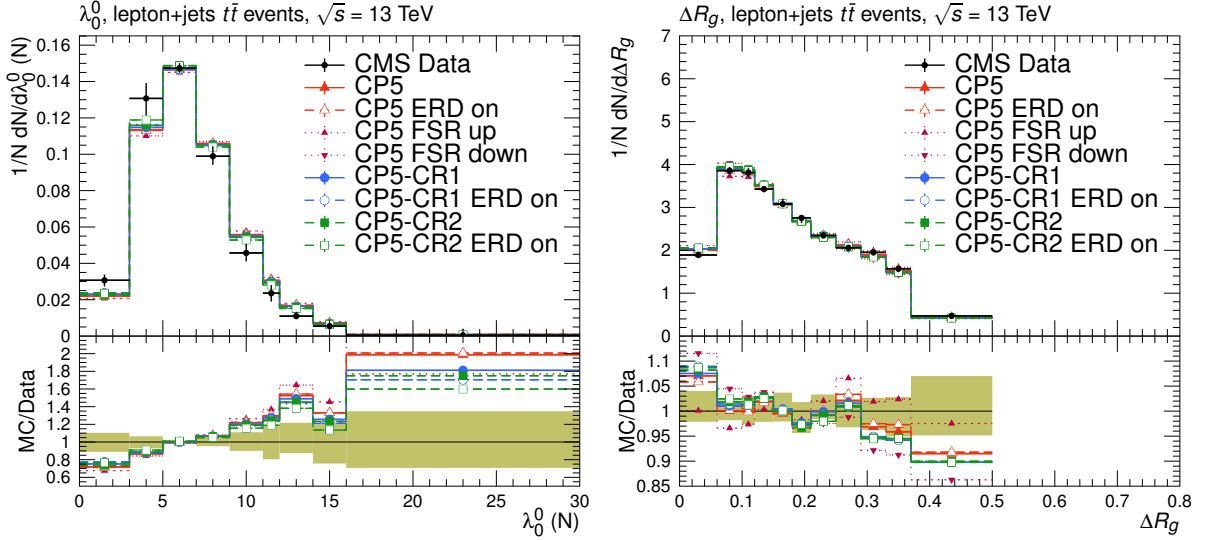 λ₀⁰, lepton+jets tt̄ events, √s = 13 TeV
1/N dN/dλ₀⁰ (N)
0.16
0.14
0.12
0.1
0.08
0.06
0.04
0.02
0
CMS Data
CP5
CP5 ERD on
CP5 FSR up
CP5 FSR down
CP5-CR1
CP5-CR1 ERD on
CP5-CR2
CP5-CR2 ERD on
MC/Data
2
1.8
1.6
1.4
1.2
1
0.8
0.6
0 5 10 15 20 25 30
λ₀⁰ (N)
ΔR_g, lepton+jets tt̄ events, √s = 13 TeV
1/N dN/dΔR_g
7
6
5
4
3
2
1
0
CMS Data
CP5
CP5 ERD on
CP5 FSR up
CP5 FSR down
CP5-CR1
CP5-CR1 ERD on
CP5-CR2
CP5-CR2 ERD on
MC/Data
1.1
1.05
1.0
0.95
0.9
0.85
0 0.1 0.2 0.3 0.4 0.5 0.6 0.7 0.8
ΔR_g